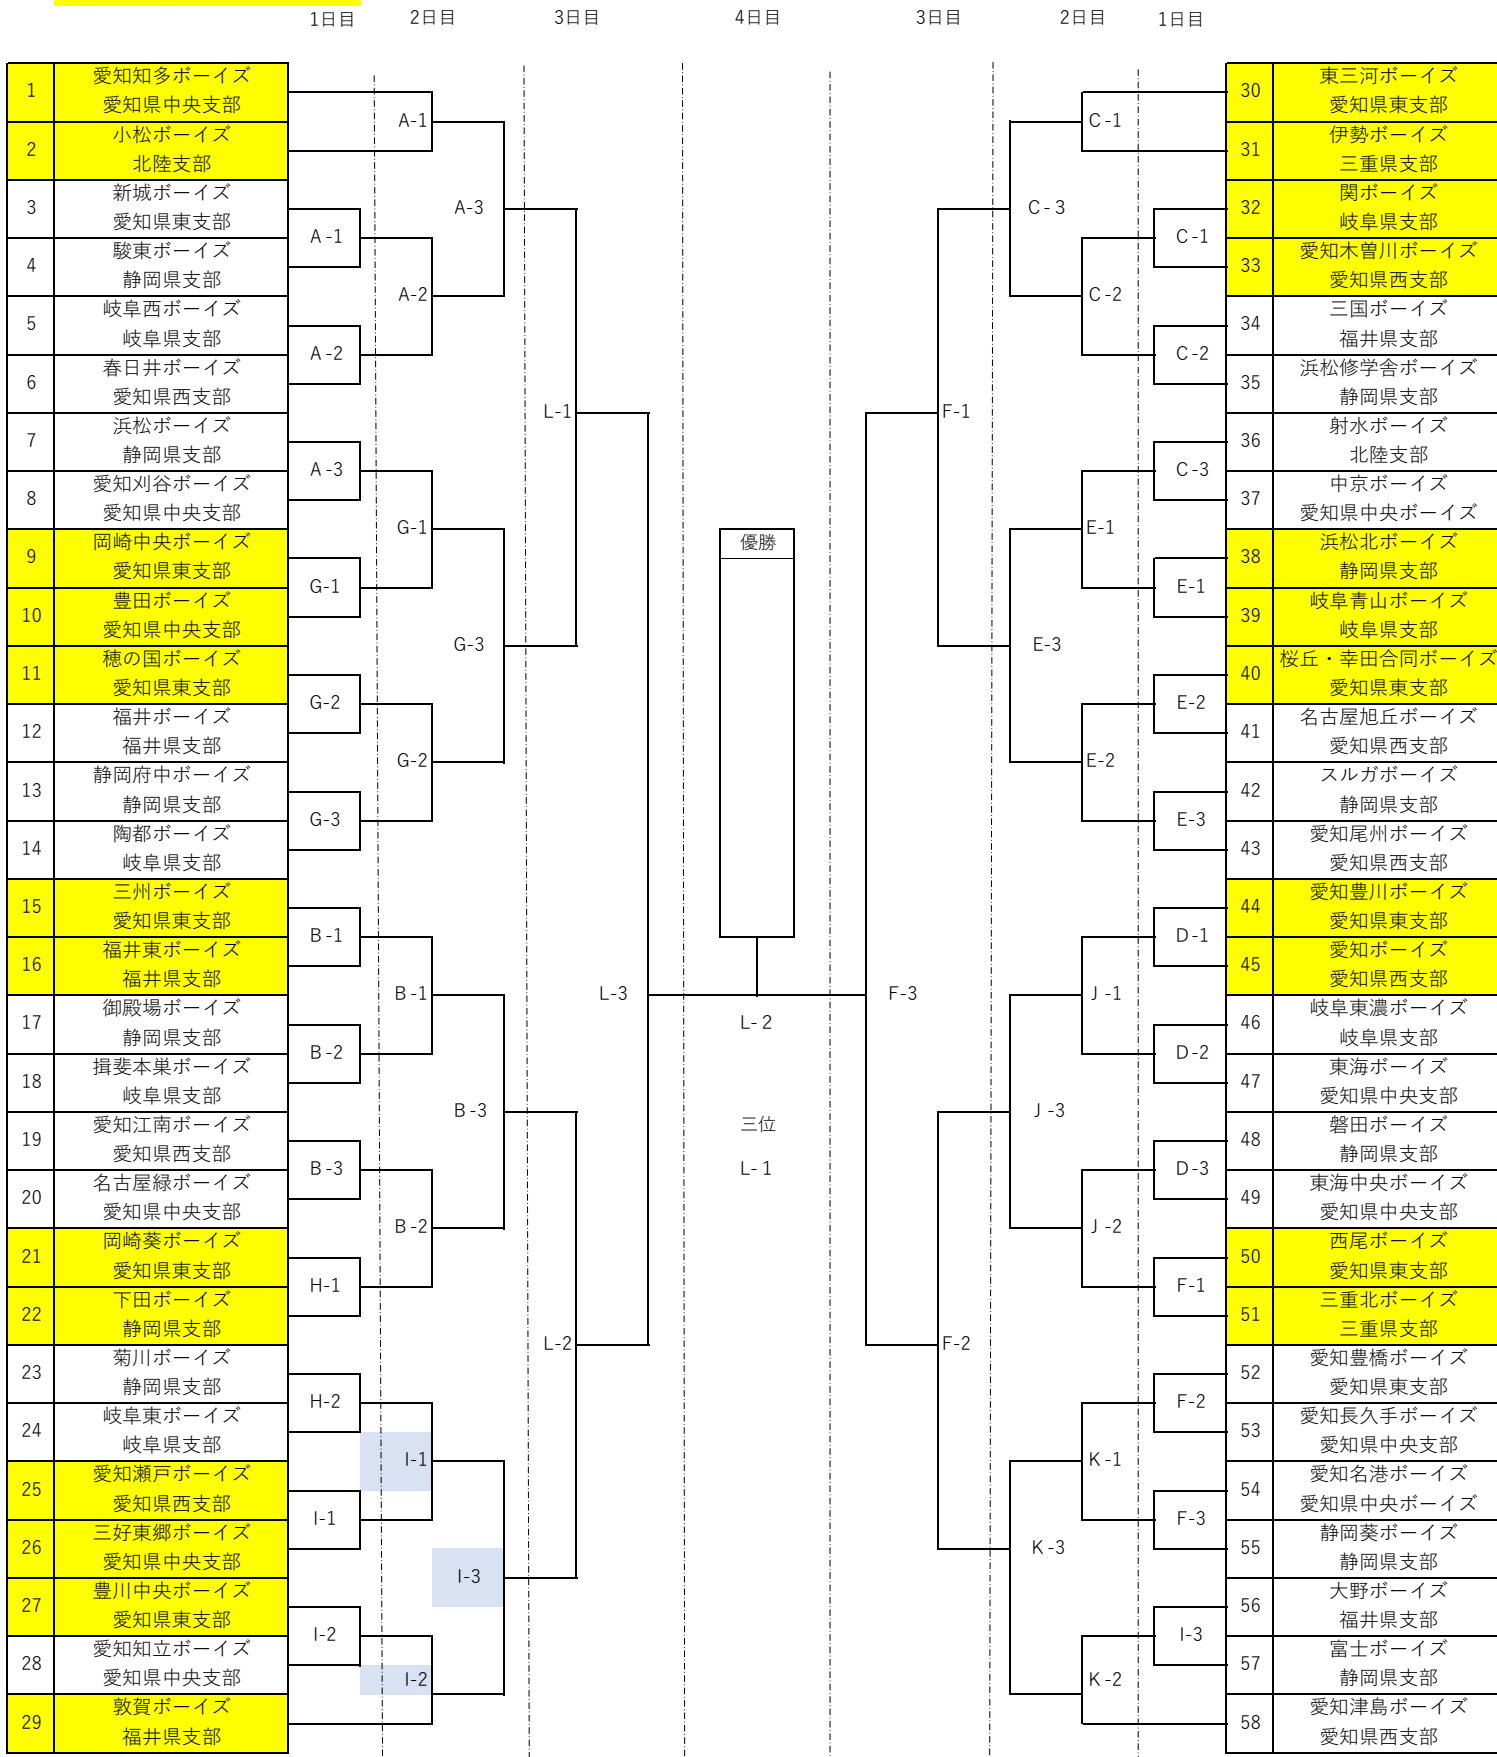 1日目 2日目 3日目 4日目 3日目 2日目 1日目
1 愛知知多ボーイズ
愛知県中央支部
2 小松ボーイズ
北陸支部
3 新城ボーイズ
愛知県東支部
4 駿東ボーイズ
静岡県支部
5 岐阜西ボーイズ
岐阜県支部
6 春日井ボーイズ
愛知県西支部
7 浜松ボーイズ
静岡県支部
8 愛知刈谷ボーイズ
愛知県中央支部
9 岡崎中央ボーイズ
愛知県東支部
10 豊田ボーイズ
愛知県中央支部
11 穂の国ボーイズ
愛知県東支部
12 福井ボーイズ
福井県支部
13 静岡府中ボーイズ
静岡県支部
14 陶都ボーイズ
岐阜県支部
15 三州ボーイズ
愛知県東支部
16 福井東ボーイズ
福井県支部
17 御殿場ボーイズ
静岡県支部
18 揖斐本巣ボーイズ
岐阜県支部
19 愛知江南ボーイズ
愛知県西支部
20 名古屋緑ボーイズ
愛知県中央支部
21 岡崎葵ボーイズ
愛知県東支部
22 下田ボーイズ
静岡県支部
23 菊川ボーイズ
静岡県支部
24 岐阜東ボーイズ
岐阜県支部
25 愛知瀬戸ボーイズ
愛知県西支部
26 三好東郷ボーイズ
愛知県中央支部
27 豊川中央ボーイズ
愛知県東支部
28 愛知知立ボーイズ
愛知県中央支部
29 敦賀ボーイズ
福井県支部
A-1
A-2
A-3
G-1
G-2
G-3
B-1
B-2
B-3
H-1
H-2
I-1
I-2
A-1
A-2
G-1
G-2
B-1
B-2
I-1
I-2
A-3
G-3
B-3
I-3
L-1
L-2
L-3
優勝
L-2
三位
L-1
F-3
F-1
F-2
C-3
E-3
J-3
K-3
C-1
C-2
E-1
E-2
J-1
J-2
K-1
K-2
C-1
C-2
C-3
E-1
E-2
E-3
D-1
D-2
D-3
F-1
F-2
F-3
I-3
30 東三河ボーイズ
愛知県東支部
31 伊勢ボーイズ
三重県支部
32 関ボーイズ
岐阜県支部
33 愛知木曽川ボーイズ
愛知県西支部
34 三国ボーイズ
福井県支部
35 浜松修学舎ボーイズ
静岡県支部
36 射水ボーイズ
北陸支部
37 中京ボーイズ
愛知県中央ボーイズ
38 浜松北ボーイズ
静岡県支部
39 岐阜青山ボーイズ
岐阜県支部
40 桜丘・幸田合同ボーイズ
愛知県東支部
41 名古屋旭丘ボーイズ
愛知県西支部
42 スルガボーイズ
静岡県支部
43 愛知尾州ボーイズ
愛知県西支部
44 愛知豊川ボーイズ
愛知県東支部
45 愛知ボーイズ
愛知県西支部
46 岐阜東濃ボーイズ
岐阜県支部
47 東海ボーイズ
愛知県中央支部
48 磐田ボーイズ
静岡県支部
49 東海中央ボーイズ
愛知県中央支部
50 西尾ボーイズ
愛知県東支部
51 三重北ボーイズ
三重県支部
52 愛知豊橋ボーイズ
愛知県東支部
53 愛知長久手ボーイズ
愛知県中央支部
54 愛知名港ボーイズ
愛知県中央ボーイズ
55 静岡葵ボーイズ
静岡県支部
56 大野ボーイズ
福井県支部
57 富士ボーイズ
静岡県支部
58 愛知津島ボーイズ
愛知県西支部